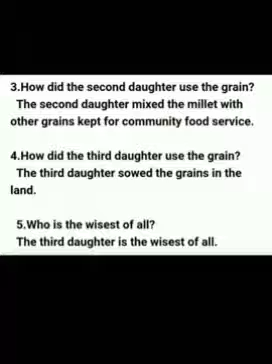 3.How did the second daughter use the grain?
The second daughter mixed the millet with
other grains kept for community food service.
4.How did the third daughter use the grain?
The third daughter sowed the grains in the
land.
5.Who is the wisest of all?
The third daughter is the wisest of all.